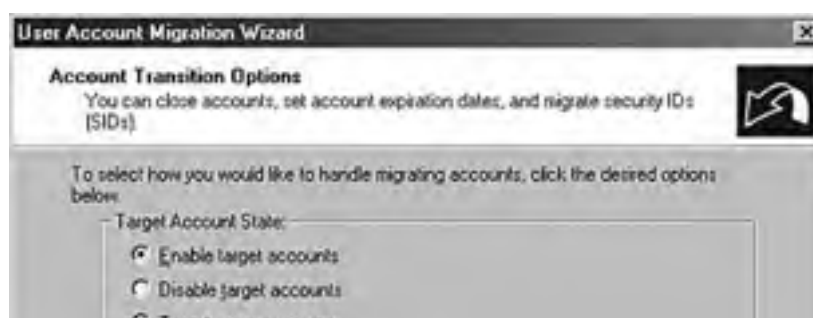 User Account Migration Wizard
Account Transition Options
You can close accounts, set account expiration dates, and migrate security IDs
(SIDs).
To select how you would like to handle migrating accounts, click the desired options
below.
Target Account State:
Enable target accounts
Disable target accounts